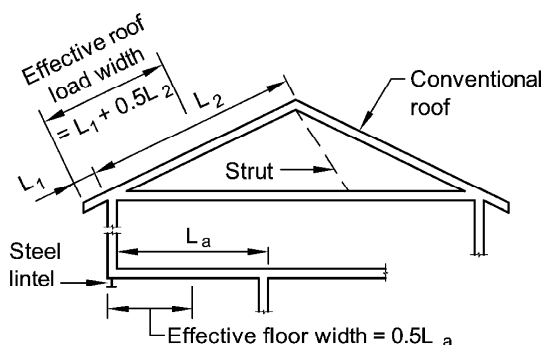 Effective roof
load width
= L1 + 0.5L2
L2
L1
Conventional
roof
Strut
La
Steel
lintel
Effective floor width = 0.5La